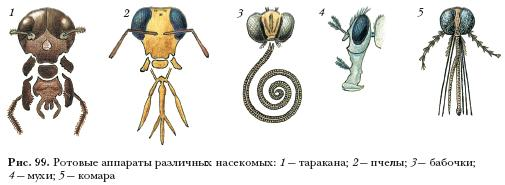 1 2 3 4 5
Рис. 99. Ротовые аппараты различных насекомых: 1 — таракана; 2 — пчелы; 3 — бабочки;
4 — мухи; 5 — комара